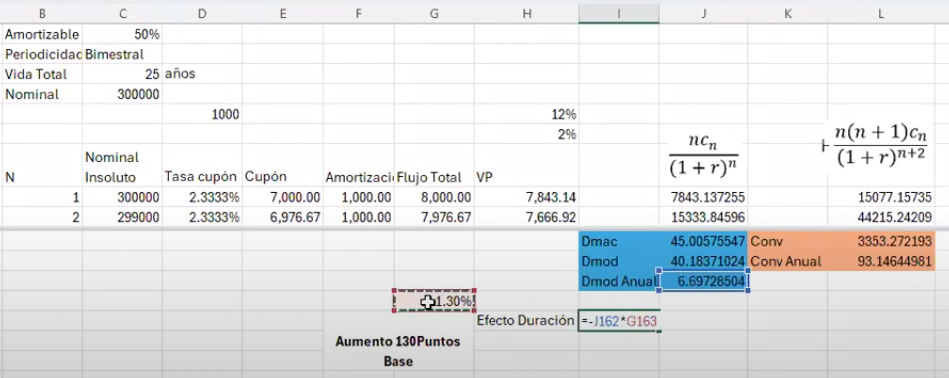 B C D E F G H I J K L
Amortizable 50%
Periodicidad Bimestral
Vida Total 25 años
Nominal 300000
1000 12%
2%
nc_n / (1 + r)^n
n(n + 1)c_n / (1 + r)^{n+2}
Nominal
N Insoluto Tasa cupón Cupón Amortizaci Flujo Total VP
1 300000 2.3333% 7,000.00 1,000.00 8,000.00 7,843.14 7843.137255 15077.15735
2 299000 2.3333% 6,976.67 1,000.00 7,976.67 7,666.92 15333.84596 44215.24209
Dmac 45.00575547 Conv 3353.272193
Dmod 40.18371024 Conv Anual 93.14644981
Dmod Anual 6.69728504
1.30%
Efecto Duración =-J162*G163
Aumento 130Puntos
Base